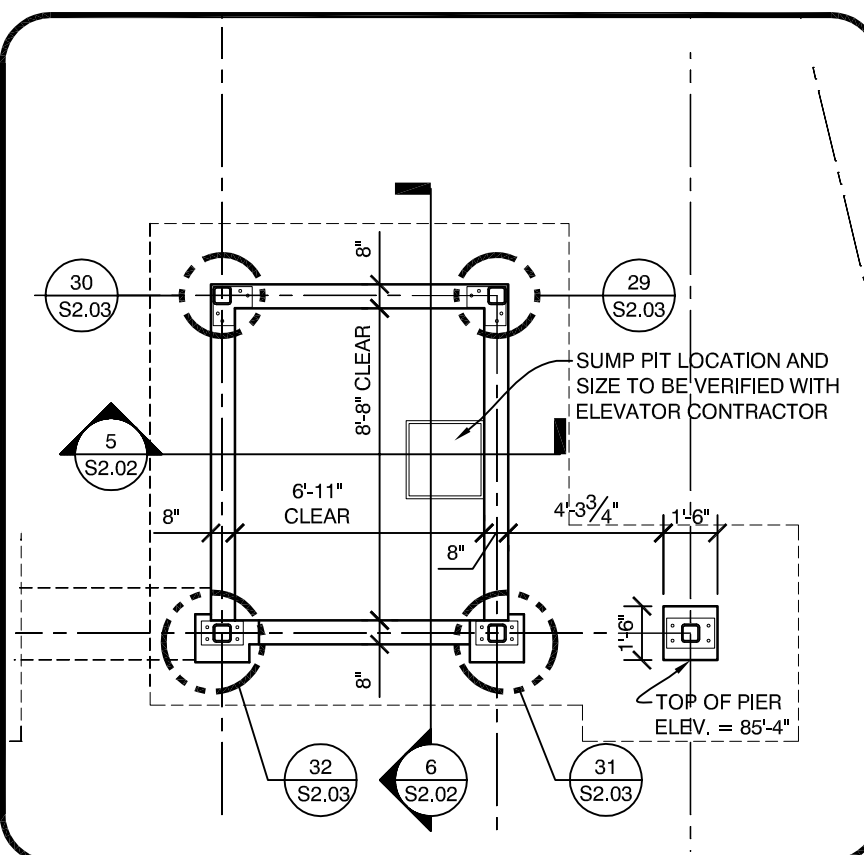 8"
30
S2.03
29
S2.03
8'-8" CLEAR
SUMP PIT LOCATION AND
SIZE TO BE VERIFIED WITH
ELEVATOR CONTRACTOR
5
S2.02
6'-11"
CLEAR
8"
4'-3 3/4"
1'-6"
8"
1'-6"
8"
TOP OF PIER
ELEV. = 85'-4"
32
S2.03
6
S2.02
31
S2.03